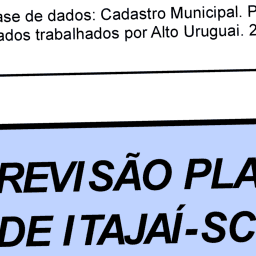 ase de dados: Cadastro Municipal. P
ados trabalhados por Alto Uruguai. 2
REVISÃO PLA
DE ITAJAÍ-SC